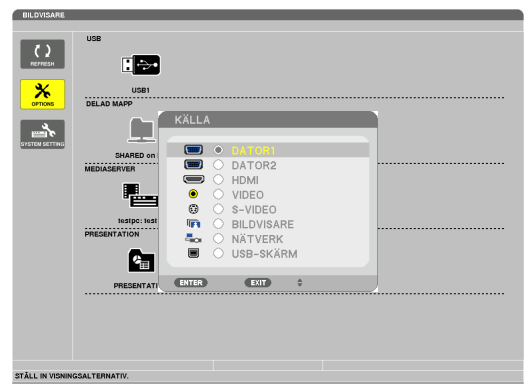 BILDVISARE
USB
REFRESH
USB1
OPTIONS
DELAD MAPP
KÄLLA
SYSTEM SETTING
DATOR1
SHARED on
DATOR2
MEDIASERVER
HDMI
VIDEO
S-VIDEO
testpc: test
BILDVISARE
PRESENTATION
NÄTVERK
USB-SKÄRM
ENTER
EXIT
PRESENTATI
STÄLL IN VISNINGSALTERNATIV.